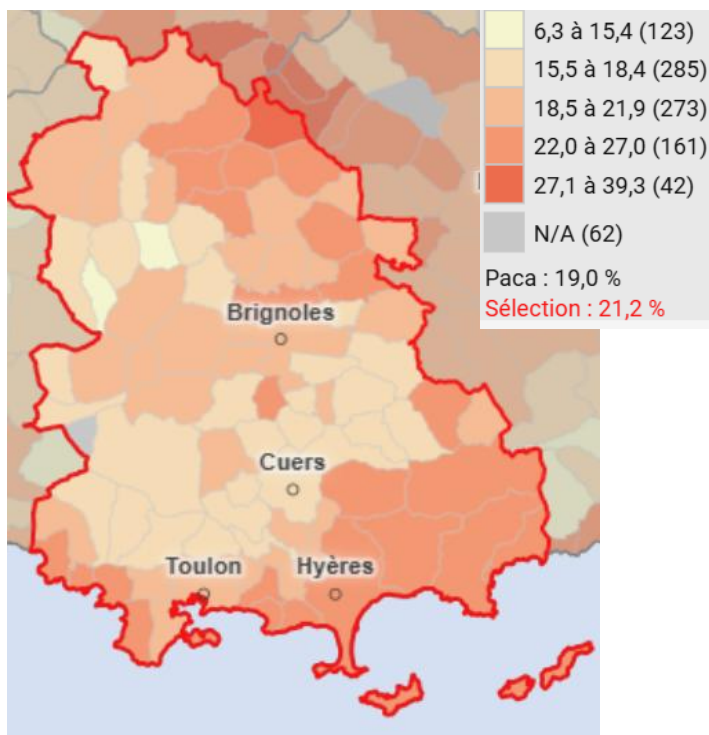 6,3 à 15,4 (123)
15,5 à 18,4 (285)
18,5 à 21,9 (273)
22,0 à 27,0 (161)
27,1 à 39,3 (42)
N/A (62)
Paca : 19,0 %
Sélection : 21,2 %
Brignoles
Cuers
Toulon
Hyères